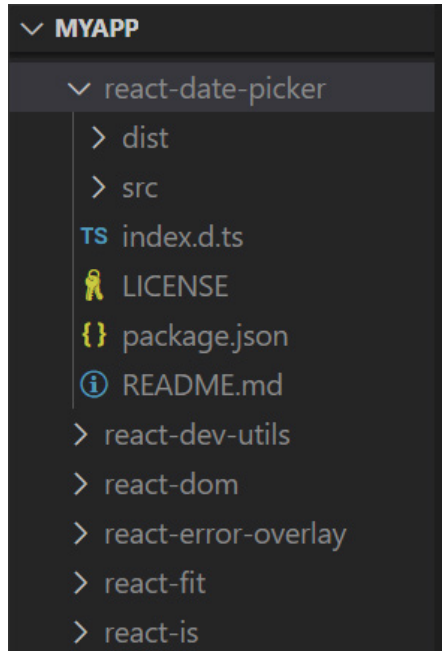 MYAPP
react-date-picker
dist
src
TS index.d.ts
LICENSE
{} package.json
README.md
react-dev-utils
react-dom
react-error-overlay
react-fit
react-is